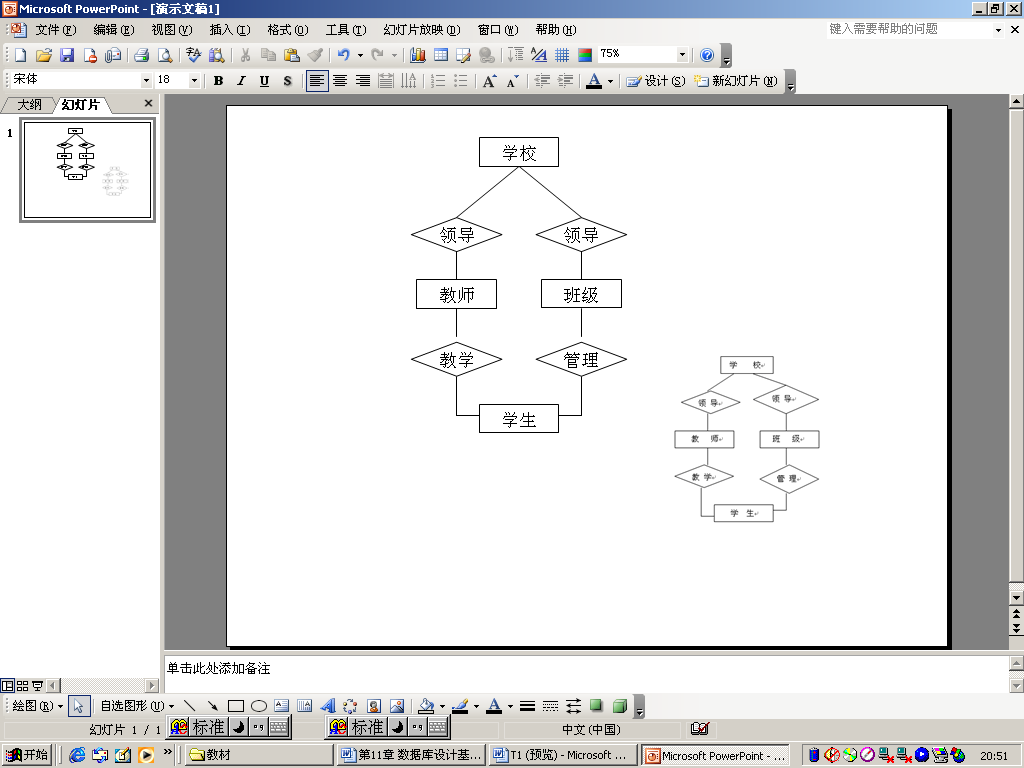 Microsoft PowerPoint - [演示文稿1]
文件(F) 编辑(E) 视图(V) 插入(I) 格式(O) 工具(T) 幻灯片放映(D) 窗口(W) 帮助(H) 键入需要帮助的问题
75%
宋体 18 B I U S A A A 设计(S) 新幻灯片(N)
大纲 幻灯片
1
学校
领导 领导
教师 班级
教学 管理
学生
学 校
领 导 领 导
教 师 班 级
教 学 管 理
学 生
单击此处添加备注
绘图(R) 自选图形(U) A
幻灯片 1 / 1 标准 标准 中文(中国)
开始 教材 第11章 数据库设计基... T1 (预览) - Microsoft ... Microsoft PowerPoint - ... 20:51